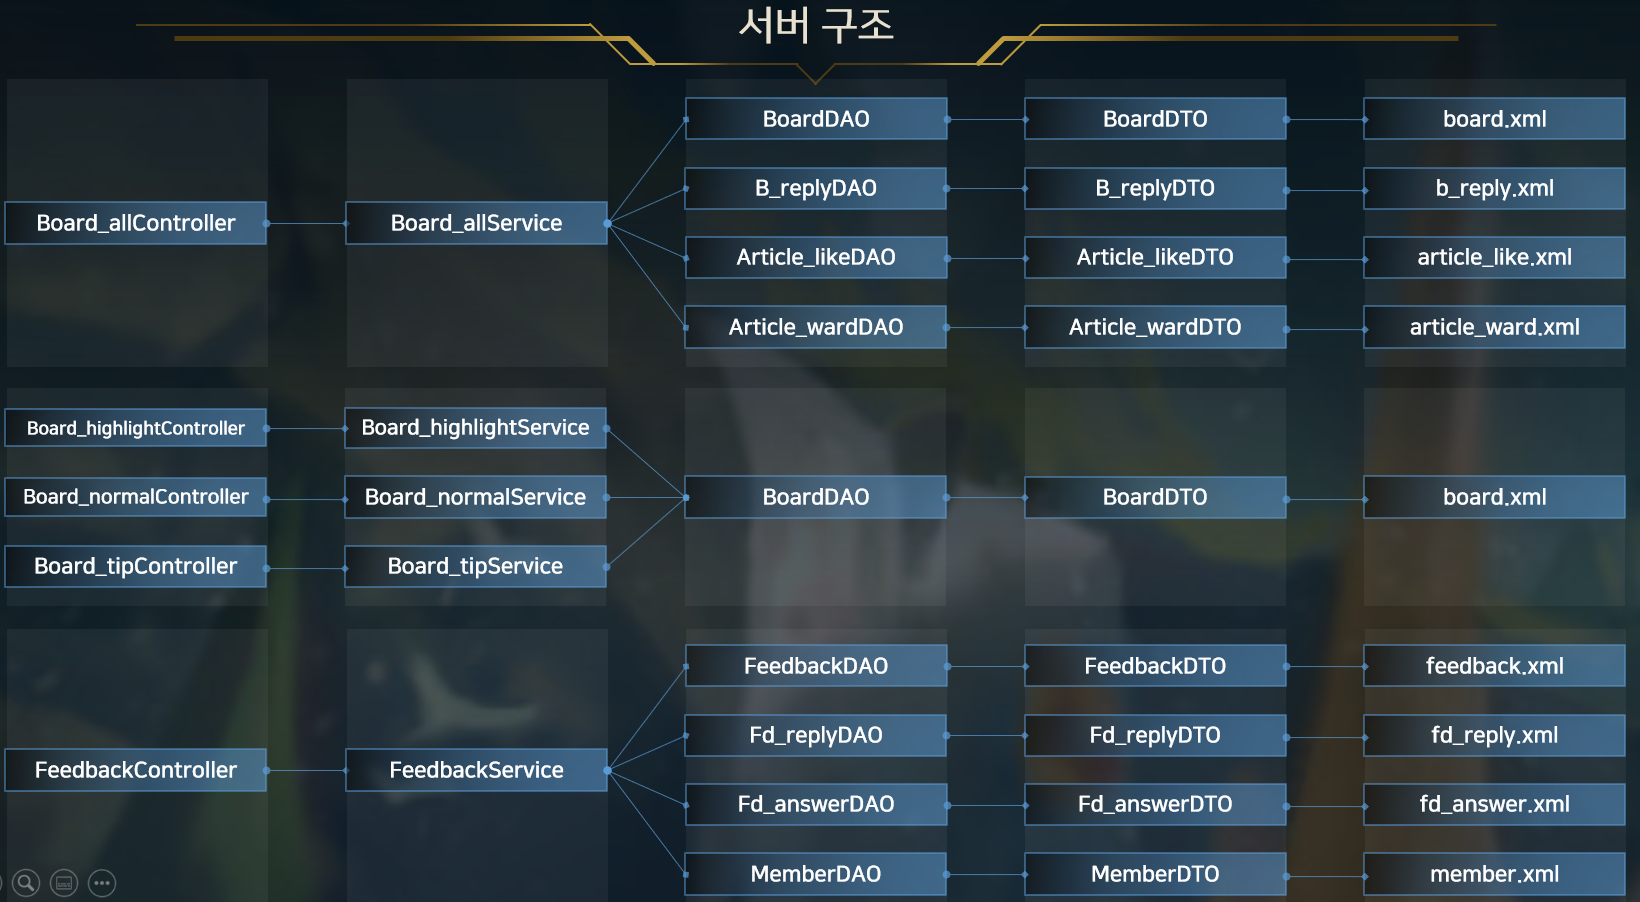 서버 구조
Board_allController
Board_allService
BoardDAO
BoardDTO
board.xml
B_replyDAO
B_replyDTO
b_reply.xml
Article_likeDAO
Article_likeDTO
article_like.xml
Article_wardDAO
Article_wardDTO
article_ward.xml
Board_highlightController
Board_highlightService
Board_normalController
Board_normalService
Board_tipController
Board_tipService
BoardDAO
BoardDTO
board.xml
FeedbackController
FeedbackService
FeedbackDAO
FeedbackDTO
feedback.xml
Fd_replyDAO
Fd_replyDTO
fd_reply.xml
Fd_answerDAO
Fd_answerDTO
fd_answer.xml
MemberDAO
MemberDTO
member.xml